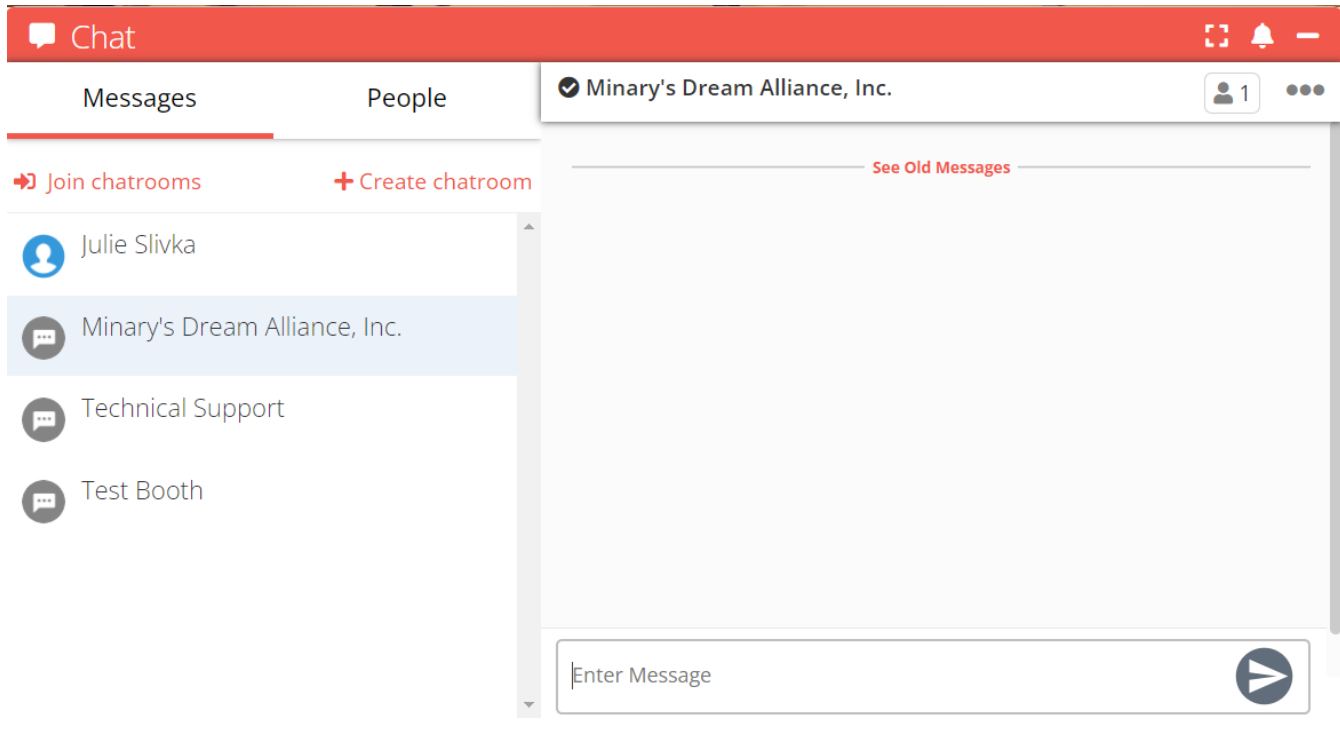 Chat
Messages People
Join chatrooms Create chatroom
Julie Slivka
Minary's Dream Alliance, Inc.
Technical Support
Test Booth
Minary's Dream Alliance, Inc. 1
See Old Messages
Enter Message